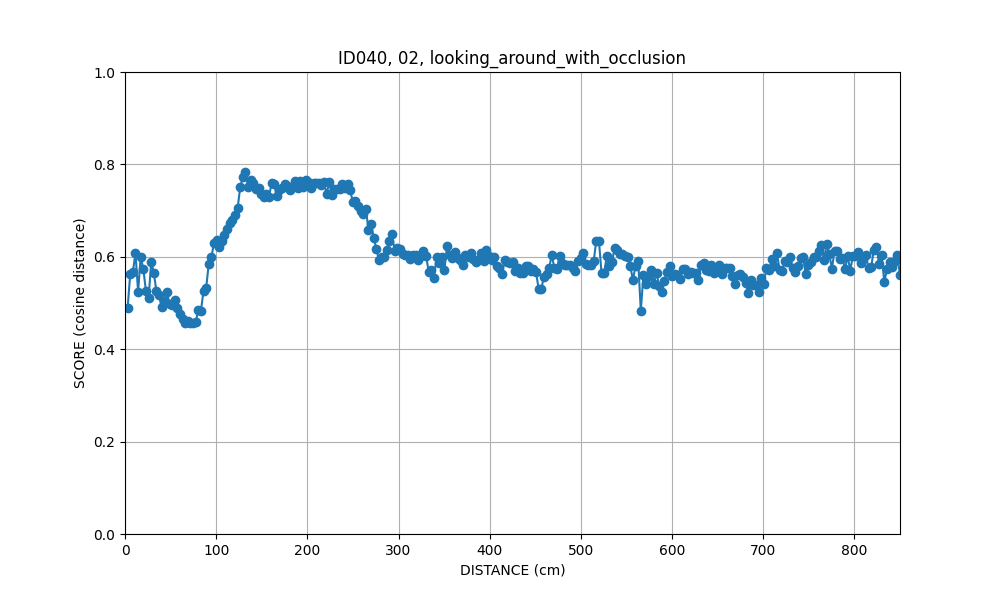 ID040, 02, looking_around_with_occlusion
1.0
0.8
0.6
0.4
0.2
0.0
SCORE (cosine distance)
0 100 200 300 400 500 600 700 800
DISTANCE (cm)